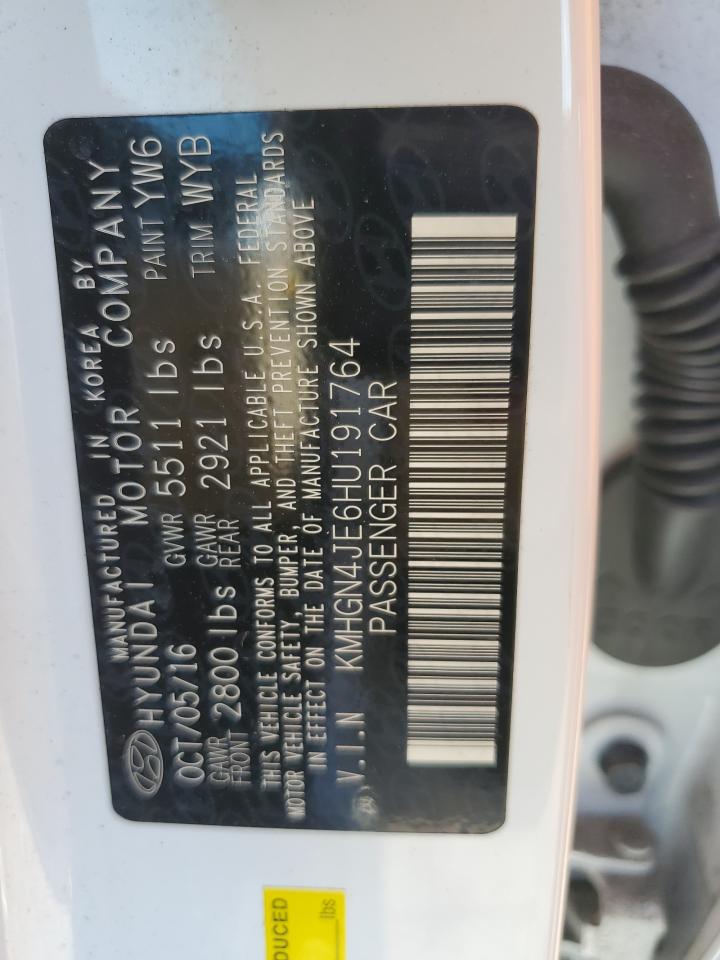 MANUFACTURED IN KOREA BY
HYUNDAI MOTOR COMPANY
OCT/05/16 GVWR 5511 lbs PAINT YW6
GAWR FRONT 2800 lbs GAWR REAR 2921 lbs TRIM WYB
THIS VEHICLE CONFORMS TO ALL APPLICABLE U.S.A. FEDERAL
MOTOR VEHICLE SAFETY, BUMPER, AND THEFT PREVENTION STANDARDS
IN EFFECT ON THE DATE OF MANUFACTURE SHOWN ABOVE
V.I.N KMHGN4JE6HU191764
PASSENGER CAR
DUCED
lbs